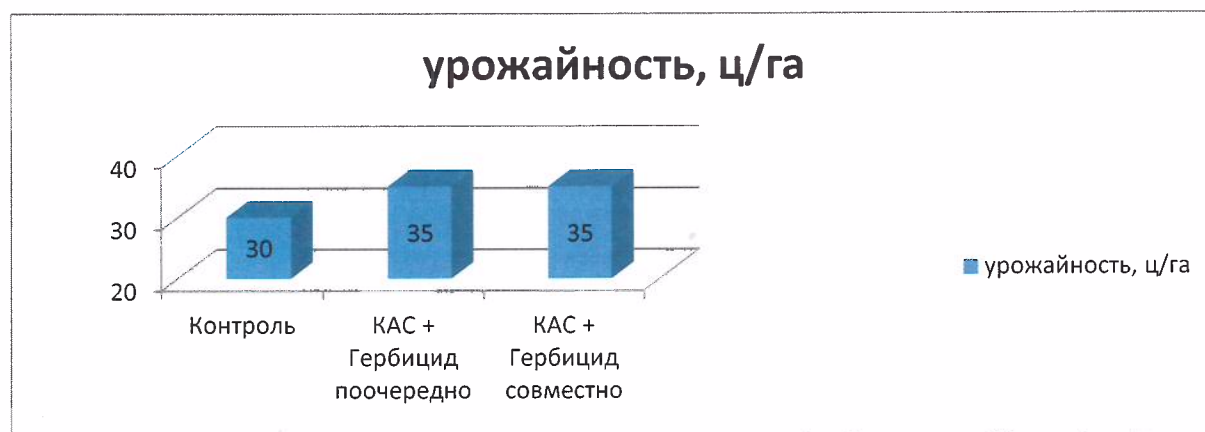 урожайность, ц/га
40
30
20
30
35
35
Контроль
КАС +
Гербицид
поочередно
КАС +
Гербицид
совместно
урожайность, ц/га